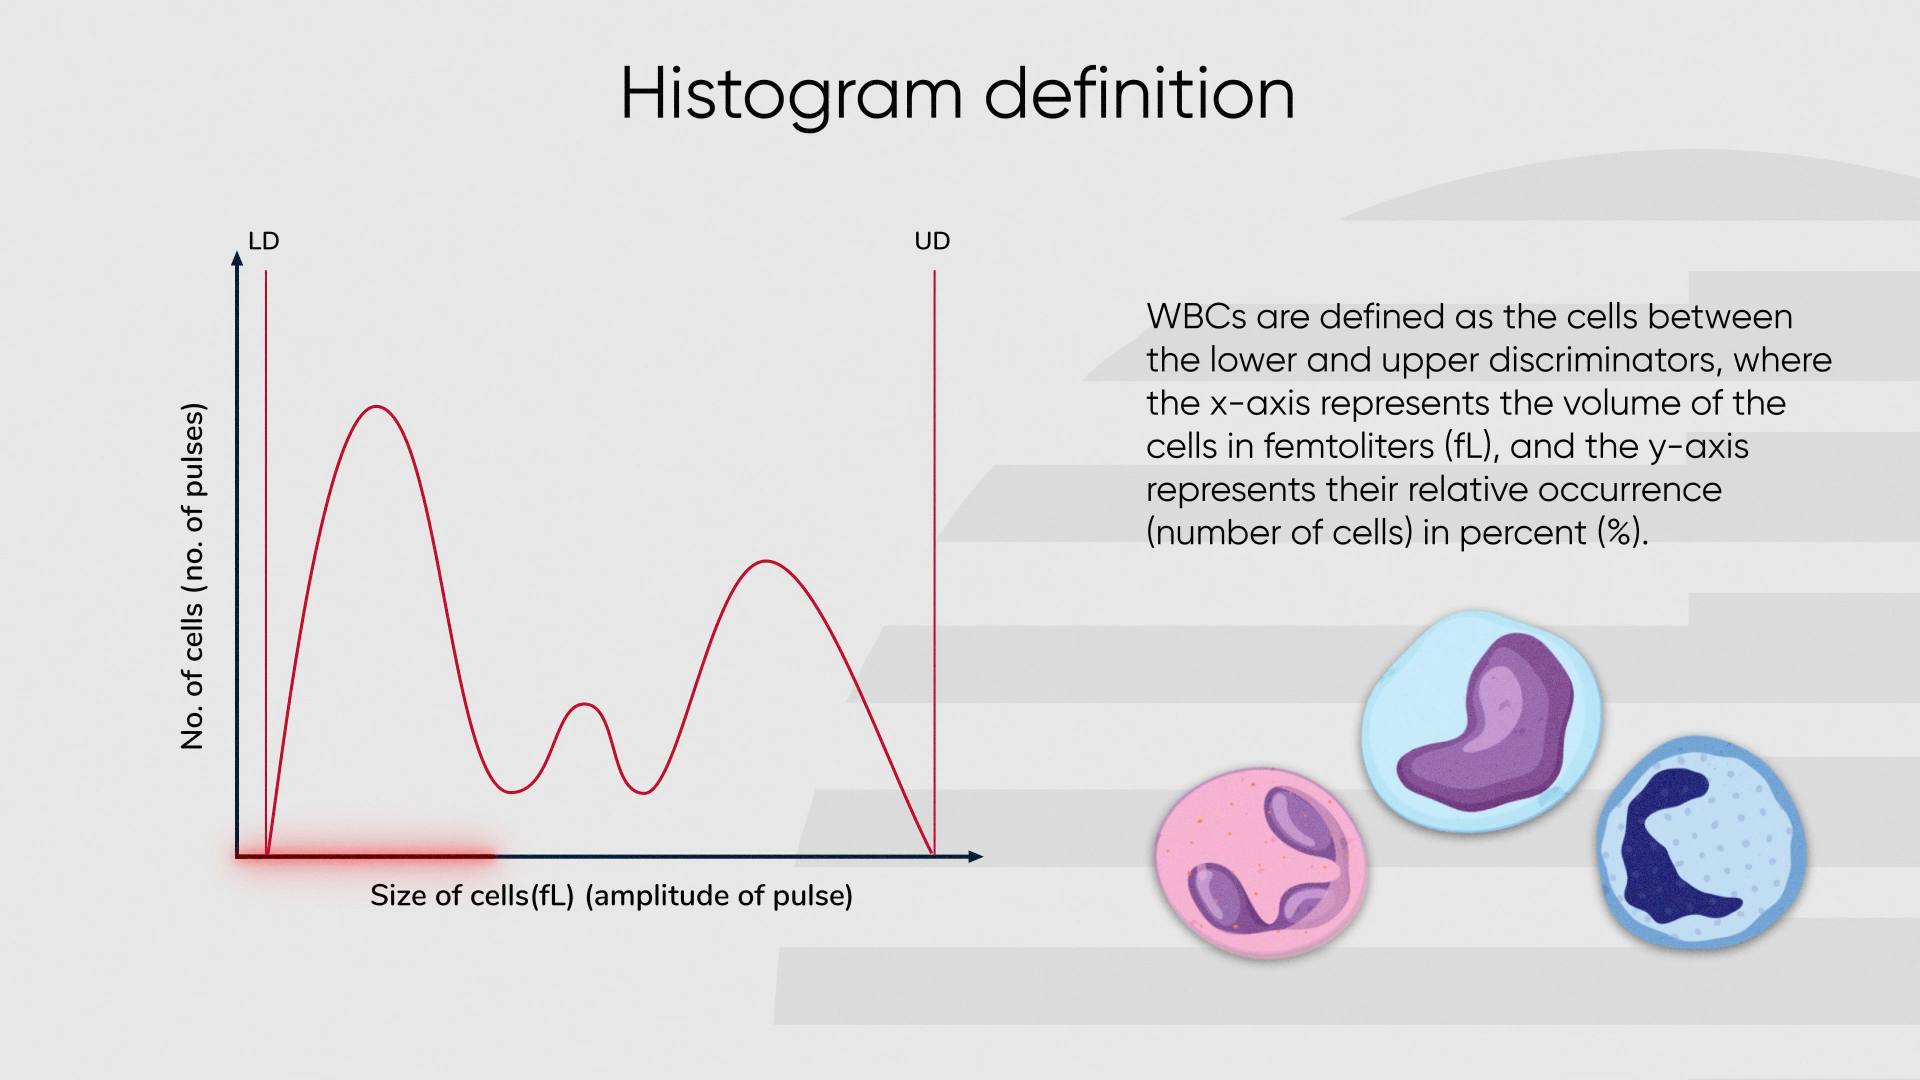 Histogram definition
LD
UD
No. of cells (no. of pulses)
Size of cells(fL) (amplitude of pulse)
WBCs are defined as the cells between
the lower and upper discriminators, where
the x-axis represents the volume of the
cells in femtoliters (fL), and the y-axis
represents their relative occurrence
(number of cells) in percent (%).